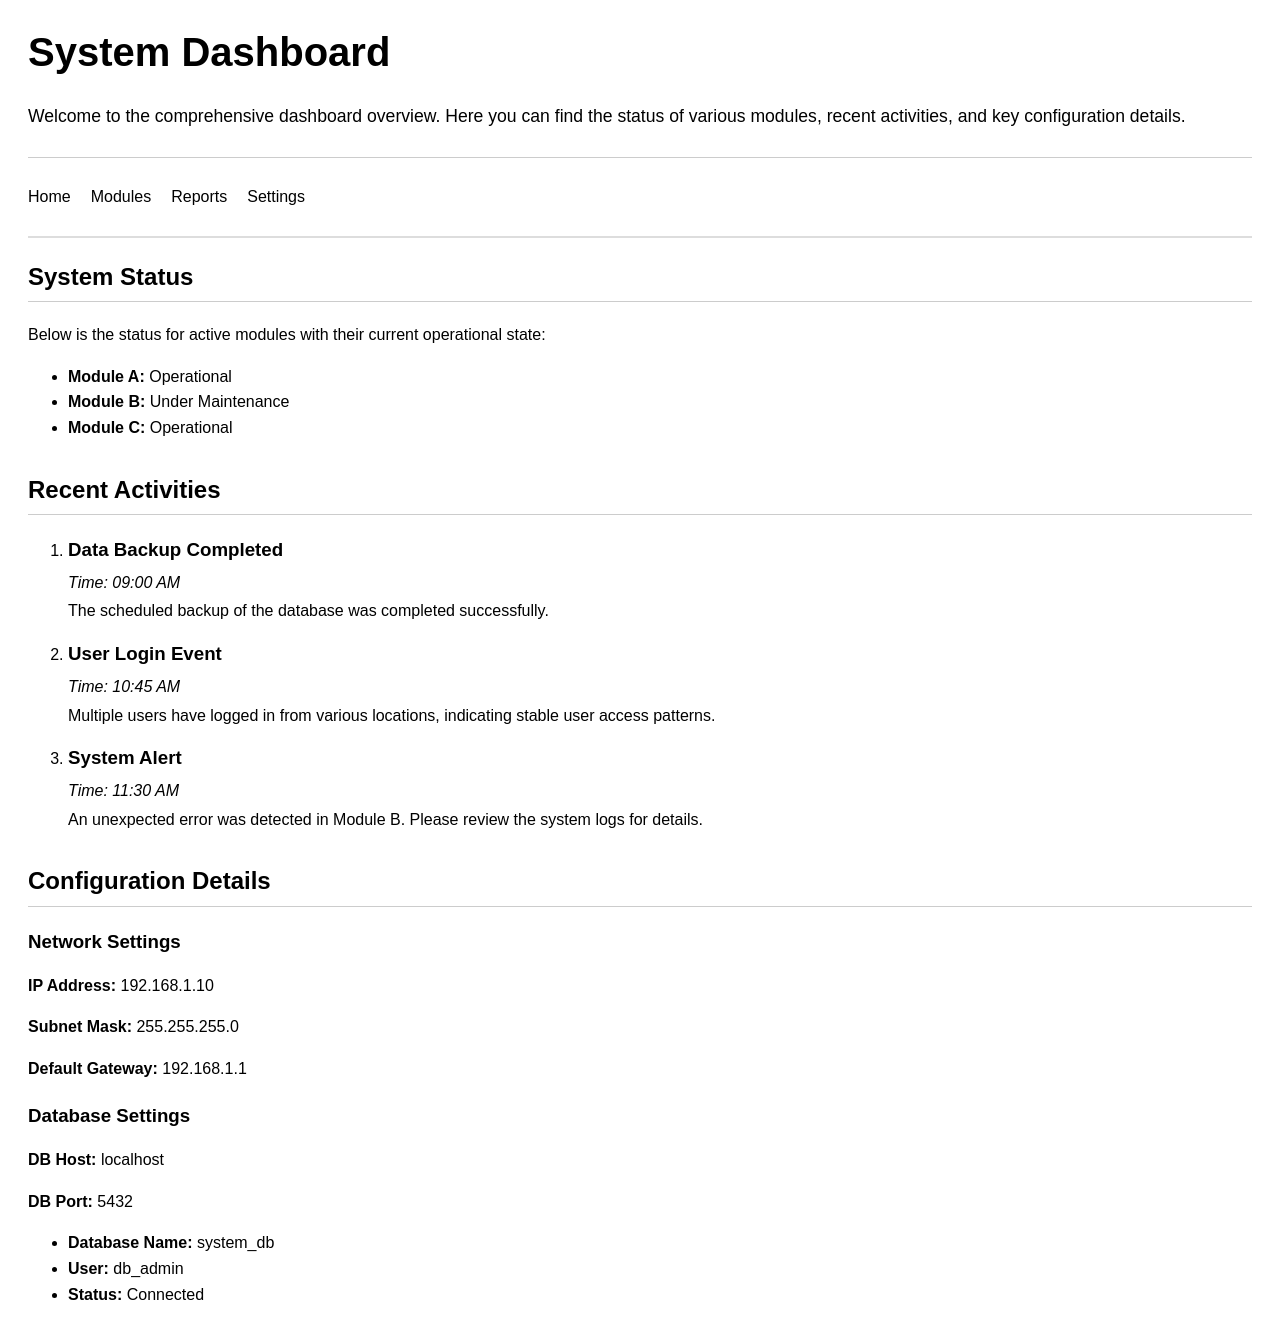 System Dashboard
Welcome to the comprehensive dashboard overview. Here you can find the status of various modules, recent activities, and key configuration details.
Home Modules Reports Settings
System Status
Below is the status for active modules with their current operational state:
• Module A: Operational
• Module B: Under Maintenance
• Module C: Operational
Recent Activities
1. Data Backup Completed
Time: 09:00 AM
The scheduled backup of the database was completed successfully.
2. User Login Event
Time: 10:45 AM
Multiple users have logged in from various locations, indicating stable user access patterns.
3. System Alert
Time: 11:30 AM
An unexpected error was detected in Module B. Please review the system logs for details.
Configuration Details
Network Settings
IP Address: 192.168.1.10
Subnet Mask: 255.255.255.0
Default Gateway: 192.168.1.1
Database Settings
DB Host: localhost
DB Port: 5432
• Database Name: system_db
• User: db_admin
• Status: Connected